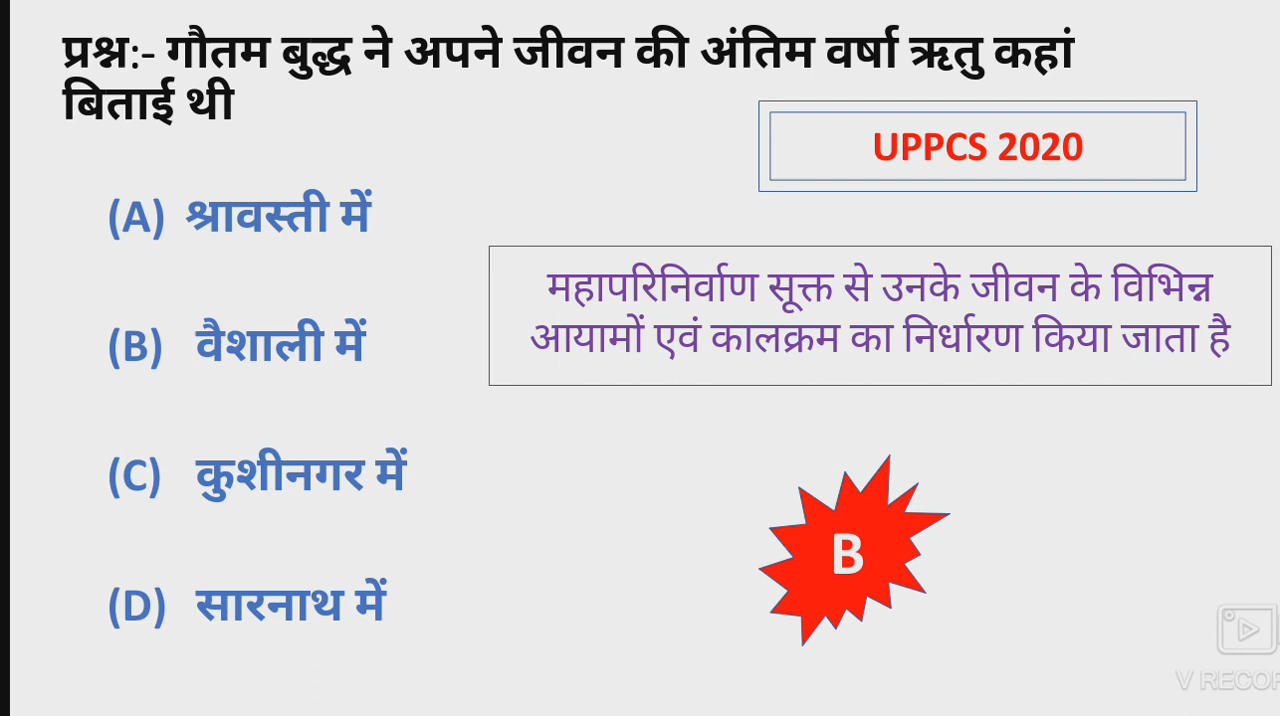 प्रश्न:- गौतम बुद्ध ने अपने जीवन की अंतिम वर्षा ऋतु कहां
बिताई थी
UPPCS 2020
(A) श्रावस्ती में
महापरिनिर्वाण सूक्त से उनके जीवन के विभिन्न
आयामों एवं कालक्रम का निर्धारण किया जाता है
(B) वैशाली में
(C) कुशीनगर में
B
(D) सारनाथ में
V RECOR